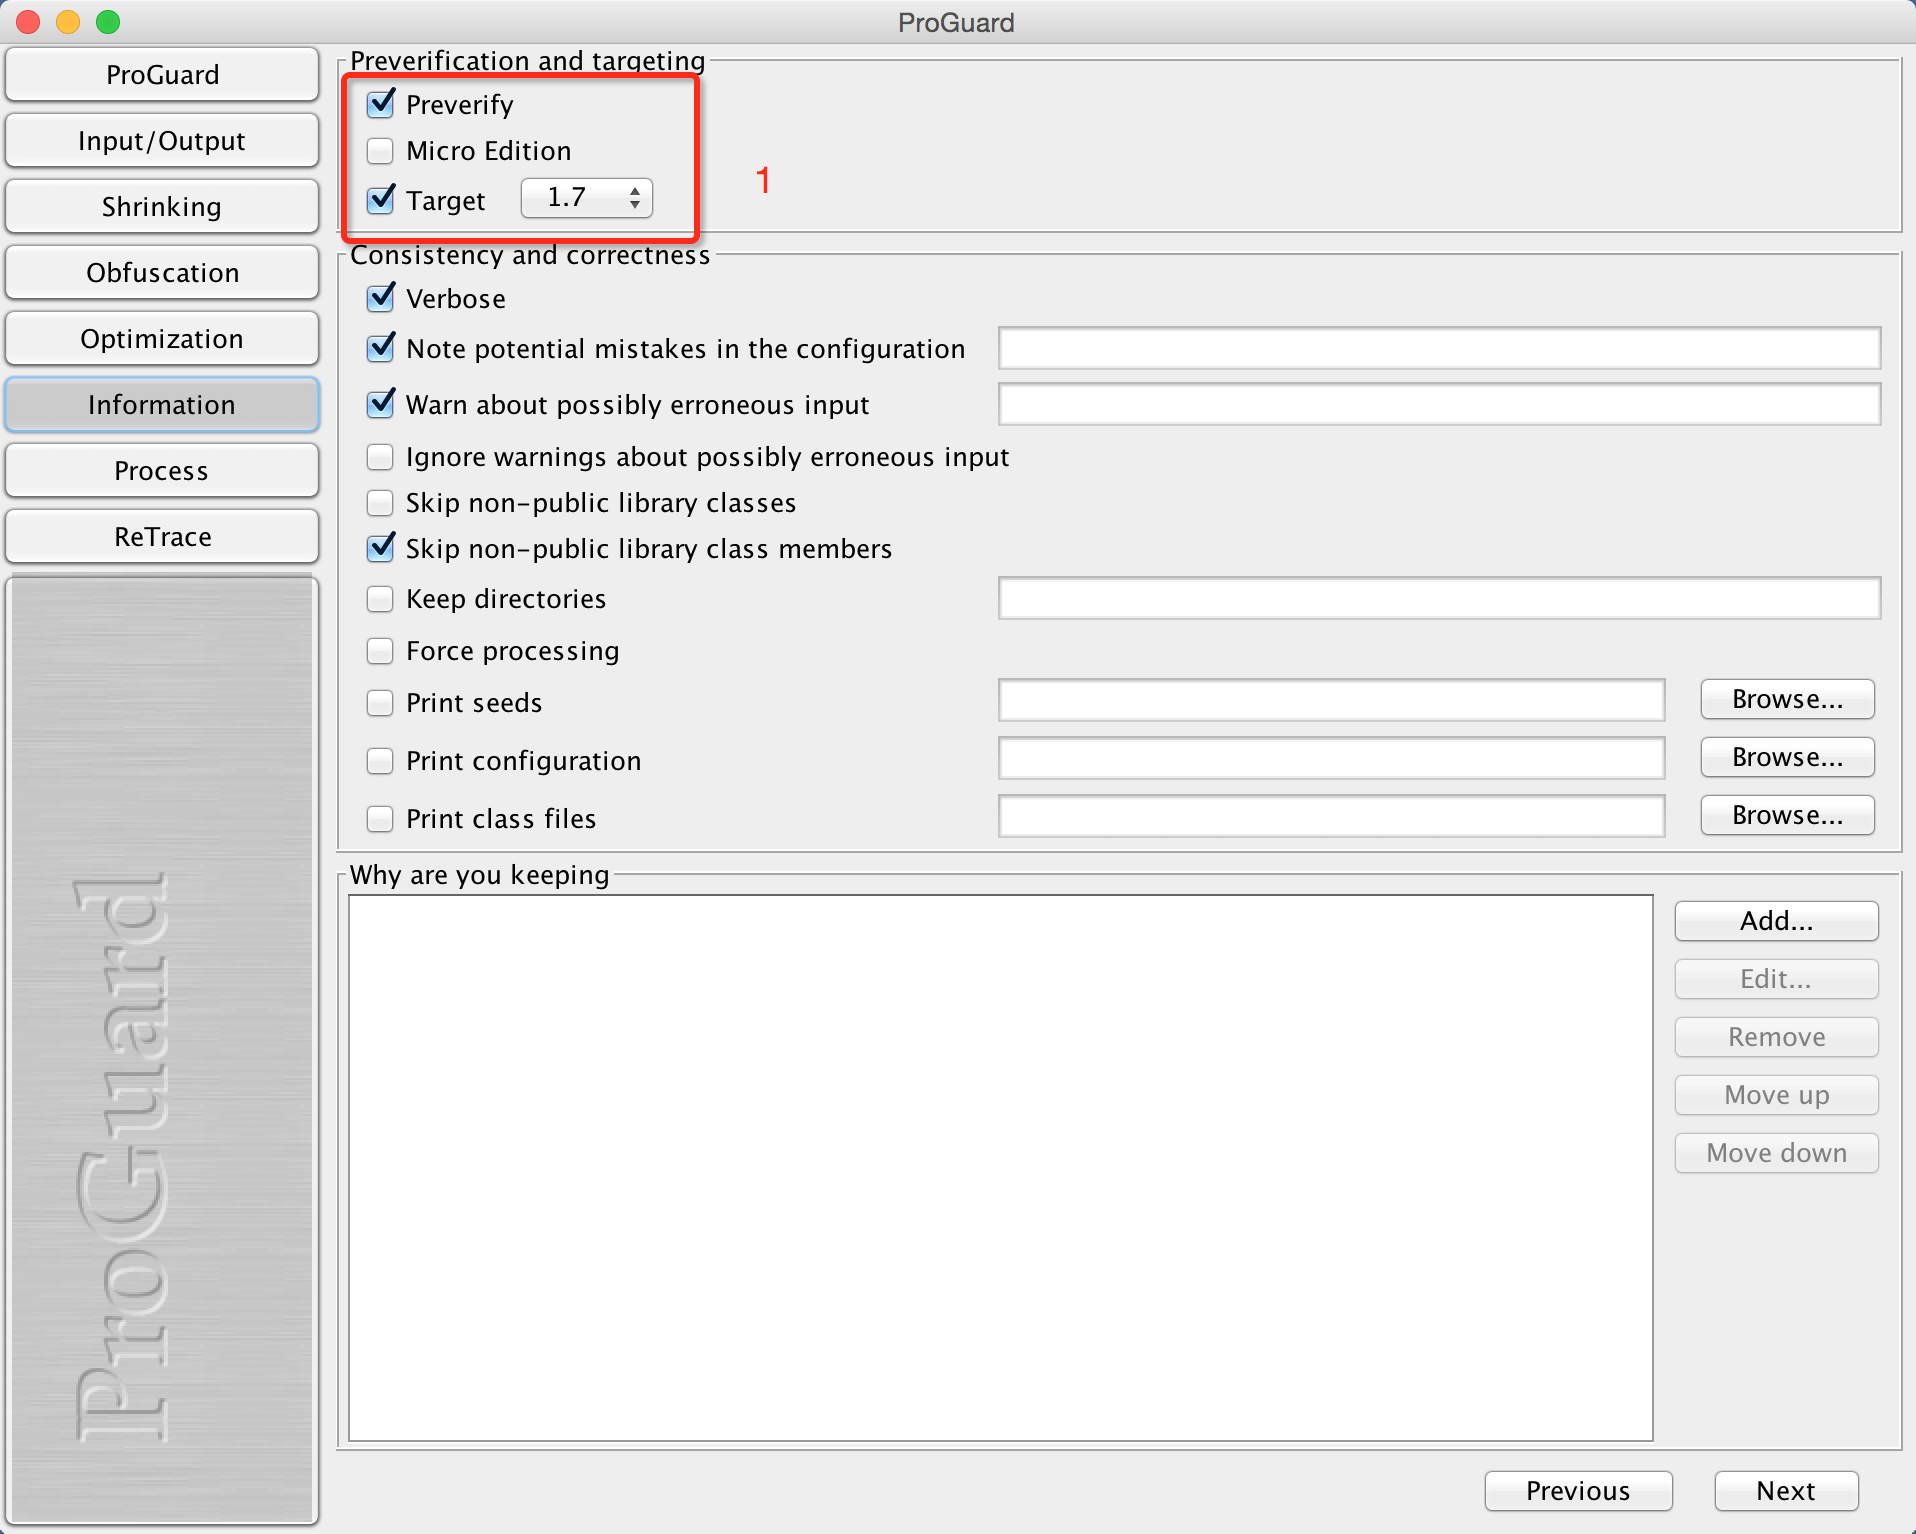 ProGuard
ProGuard
Input/Output
Shrinking
Obfuscation
Optimization
Information
Process
ReTrace
ProGuard
Preverification and targeting
Preverify
Micro Edition
Target 1.7
1
Consistency and correctness
Verbose
Note potential mistakes in the configuration
Warn about possibly erroneous input
Ignore warnings about possibly erroneous input
Skip non-public library classes
Skip non-public library class members
Keep directories
Force processing
Print seeds Browse...
Print configuration Browse...
Print class files Browse...
Why are you keeping
Add...
Edit...
Remove
Move up
Move down
Previous Next